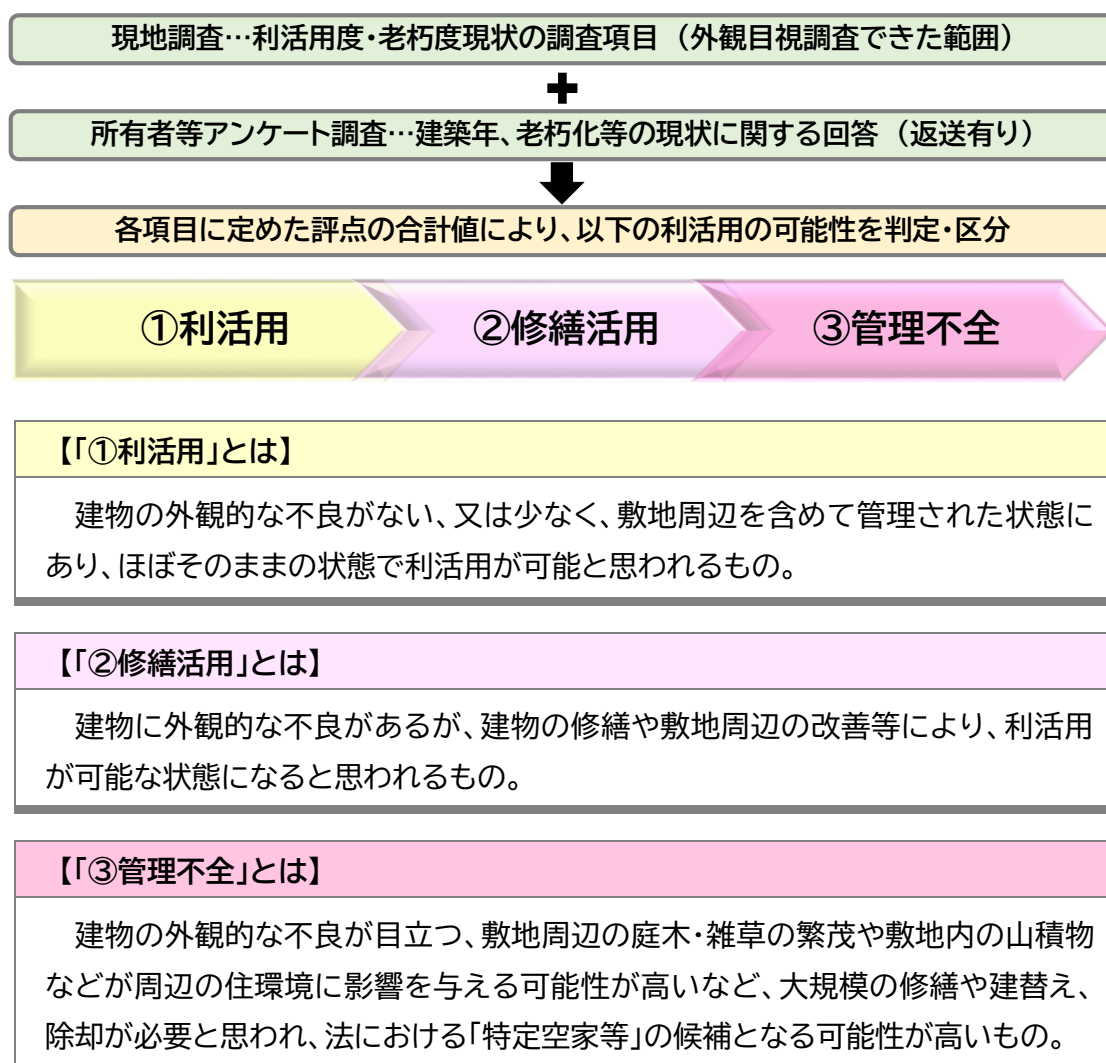 現地調査…利活用度・老朽度現状の調査項目（外観目視調査できた範囲）
所有者等アンケート調査…建築年、老朽化等の現状に関する回答（返送有り）
各項目に定めた評点の合計値により、以下の利活用の可能性を判定・区分
①利活用
②修繕活用
③管理不全
【「①利活用」とは】
建物の外観的な不良がない、又は少なく、敷地周辺を含めて管理された状態に
あり、ほぼそのままの状態で利活用が可能と思われるもの。
【「②修繕活用」とは】
建物に外観的な不良があるが、建物の修繕や敷地周辺の改善等により、利活用
が可能な状態になると思われるもの。
【「③管理不全」とは】
建物の外観的な不良が目立つ、敷地周辺の庭木・雑草の繁茂や敷地内の山積物
などが周辺の住環境に影響を与える可能性が高いなど、大規模の修繕や建替え、
除却が必要と思われ、法における「特定空家等」の候補となる可能性が高いもの。